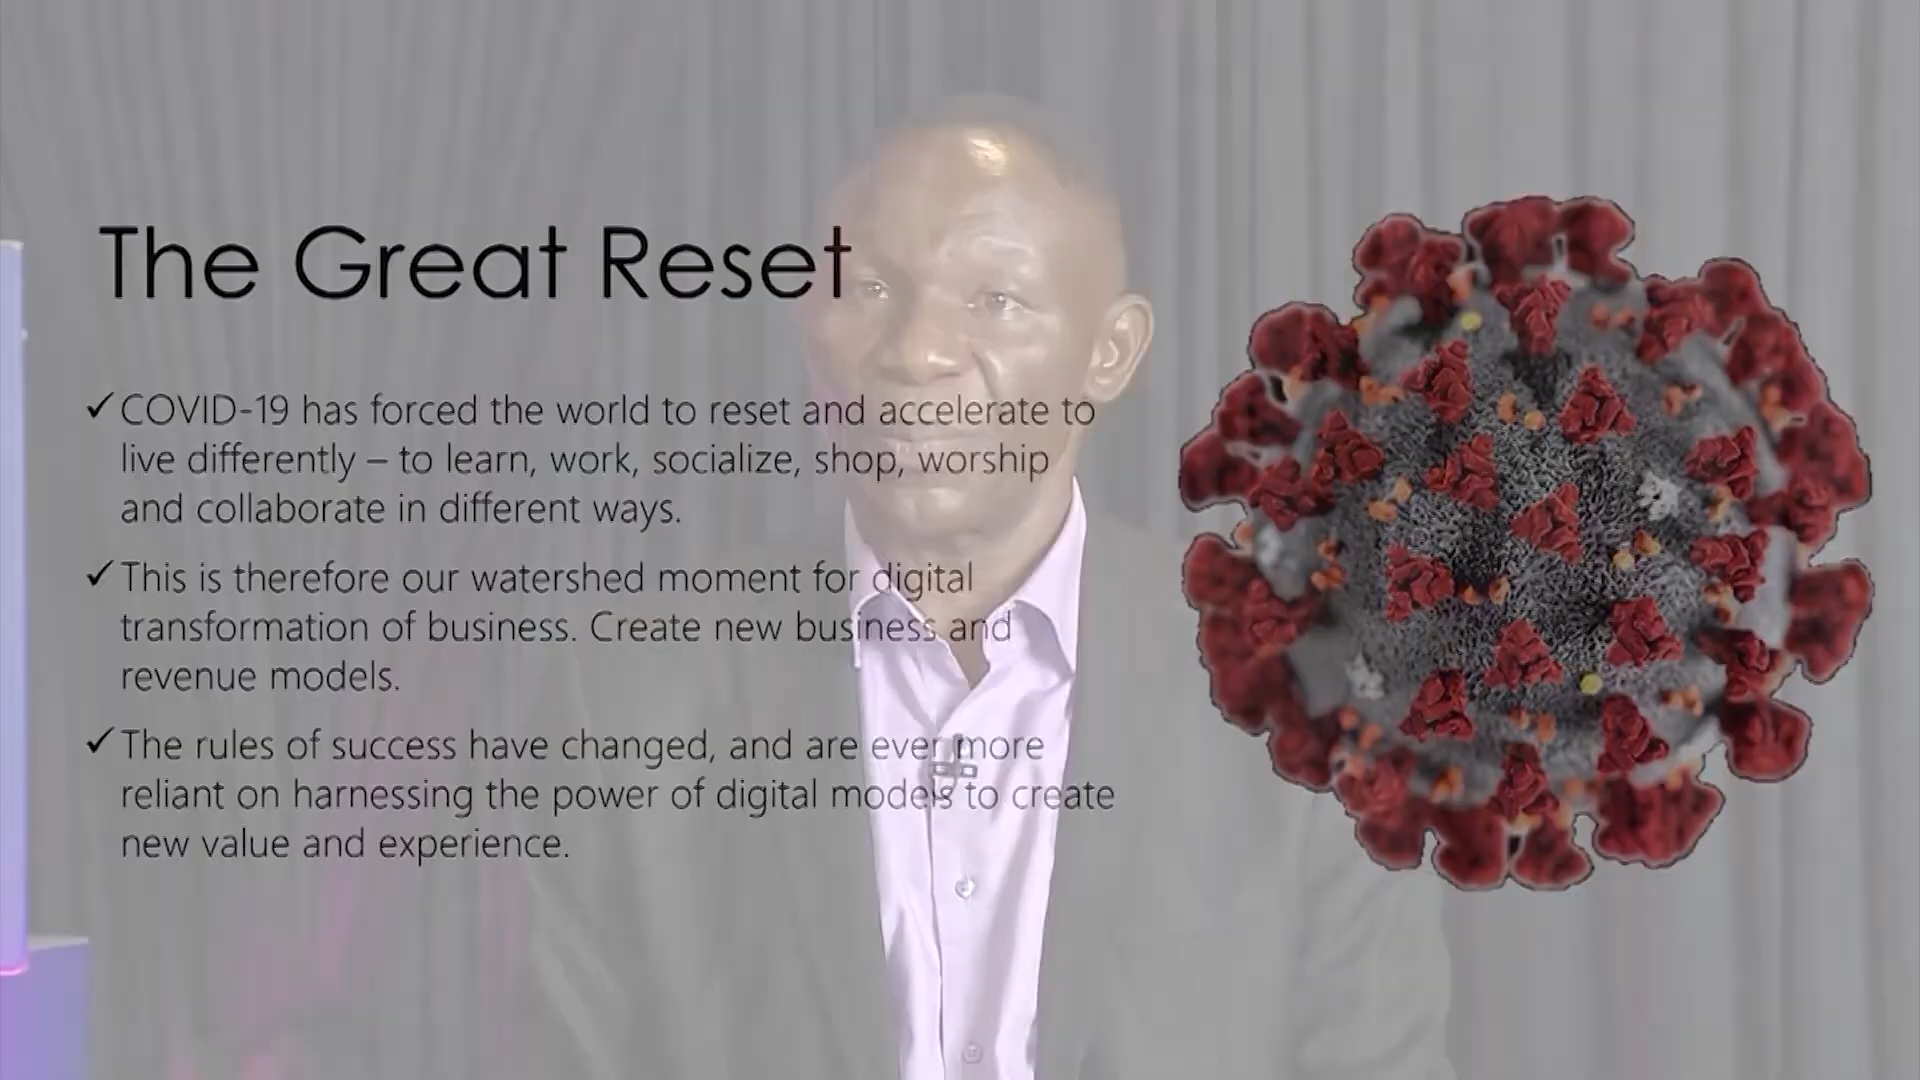 The Great Reset
✓ COVID-19 has forced the world to reset and accelerate to
live differently – to learn, work, socialize, shop, worship
and collaborate in different ways.
✓ This is therefore our watershed moment for digital
transformation of business. Create new business and
revenue models.
✓ The rules of success have changed, and are ever more
reliant on harnessing the power of digital models to create
new value and experience.